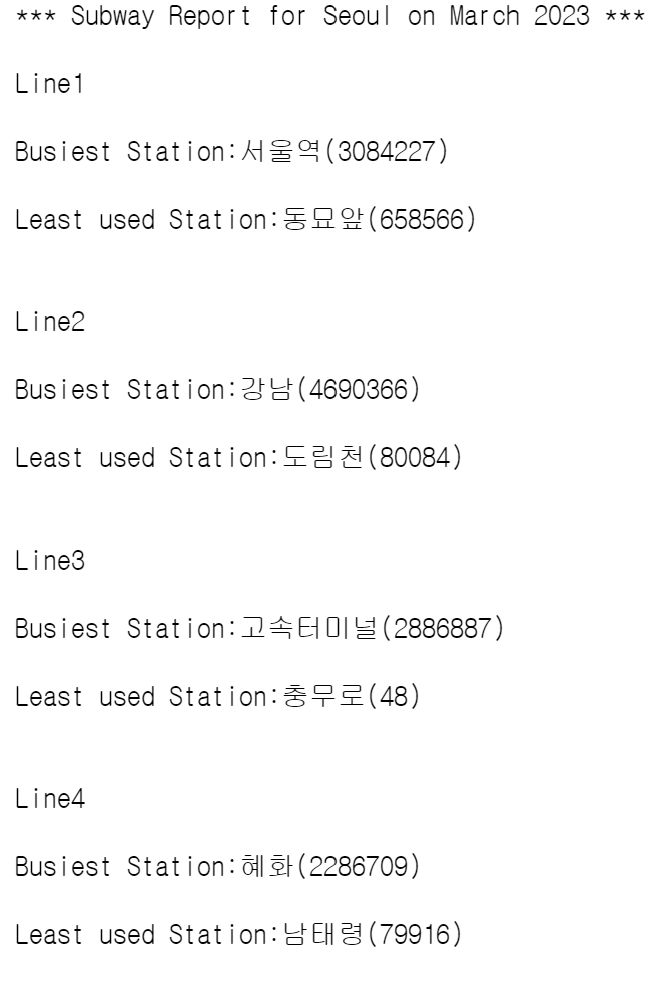 *** Subway Report for Seoul on March 2023 ***
Line1
Busiest Station:서울역(3084227)
Least used Station:동묘앞(658566)
Line2
Busiest Station:강남(4690366)
Least used Station:도림천(80084)
Line3
Busiest Station:고속터미널(2886887)
Least used Station:충무로(48)
Line4
Busiest Station:혜화(2286709)
Least used Station:남태령(79916)